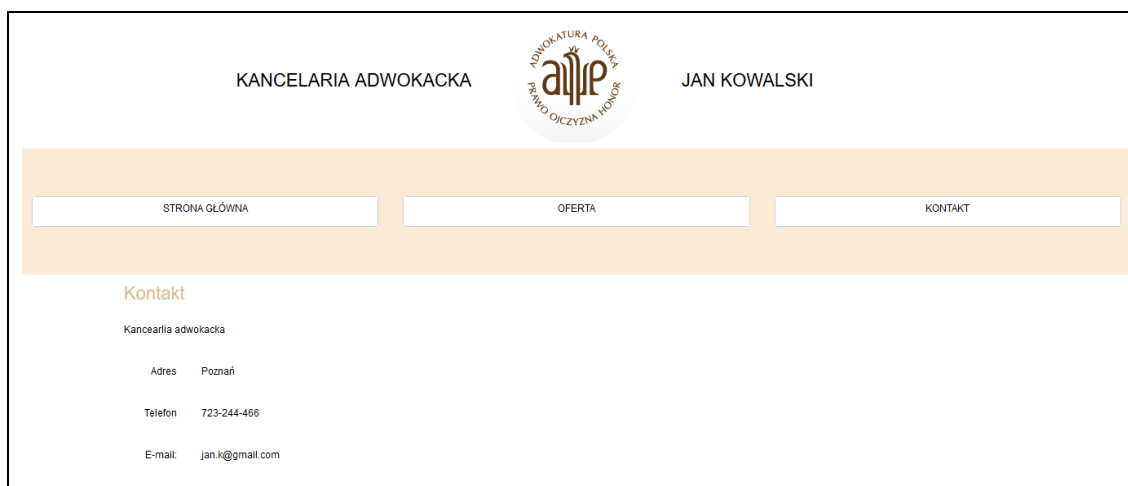 KANCELARIA ADWOKACKA
ADWOKATURA POLSKA
PRAWO OJCZYZNA HONOR
JAN KOWALSKI
STRONA GŁÓWNA
OFERTA
KONTAKT
Kontakt
Kancearlia adwokacka
Adres Poznań
Telefon 723-244-466
E-mail: jan.k@gmail.com